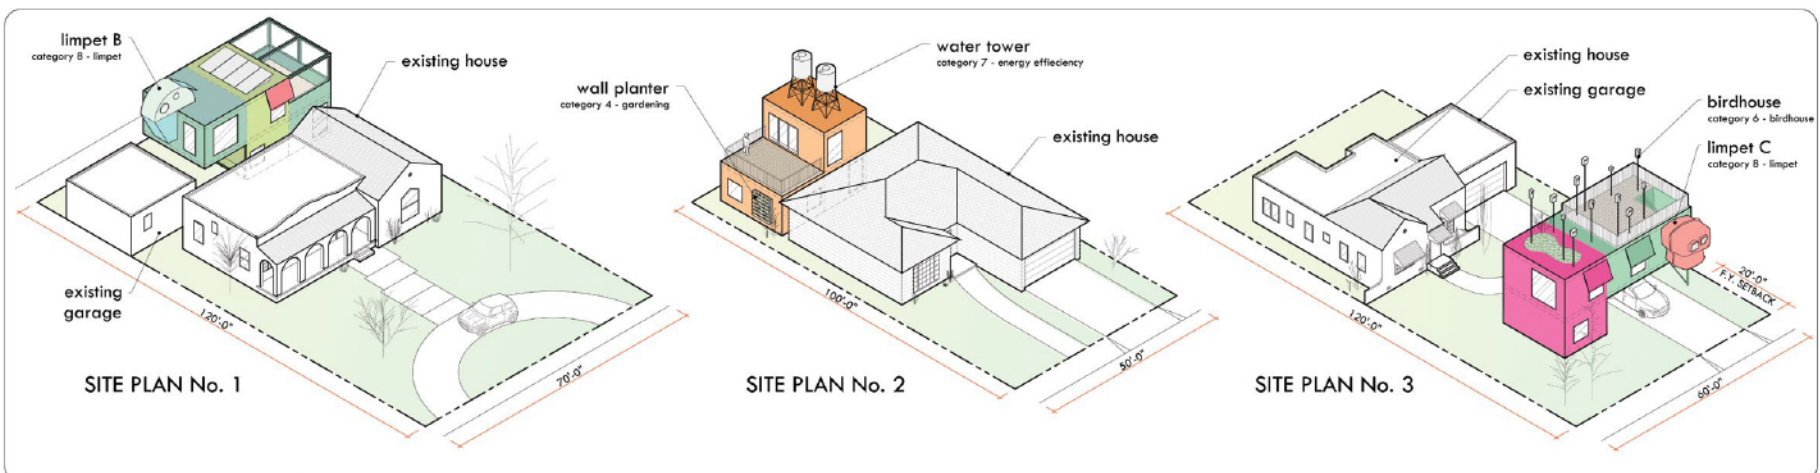 limpet B
category 8 - limpet
existing house
existing
garage
120'-0"
70'-0"
SITE PLAN No. 1
water tower
category 7 - energy effieciency
wall planter
category 4 - gardening
existing house
100'-0"
50'-0"
SITE PLAN No. 2
existing house
existing garage
birdhouse
category 6 - birdhouse
limpet C
category 8 - limpet
20'-0"
F.Y. SETBACK
120'-0"
60'-0"
SITE PLAN No. 3